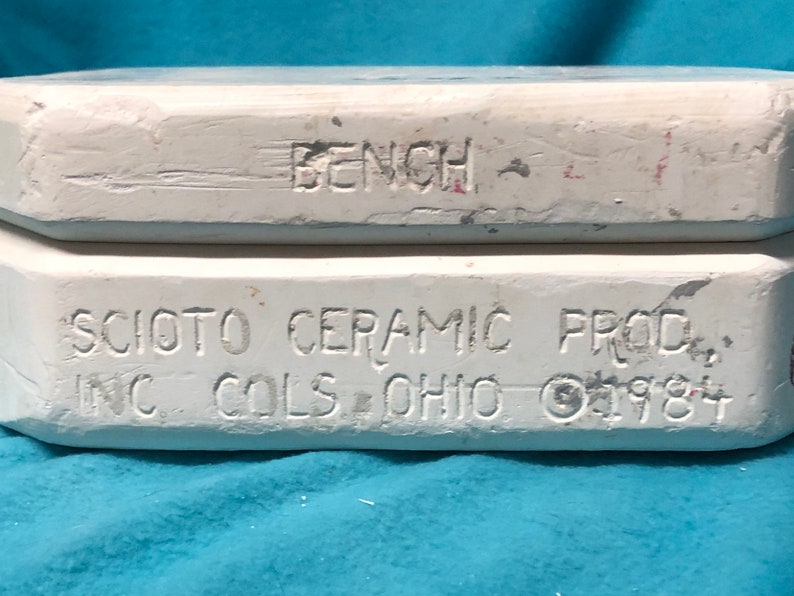 BENCH
SCIOTO CERAMIC PROD.
INC. COLS. OHIO ©1984